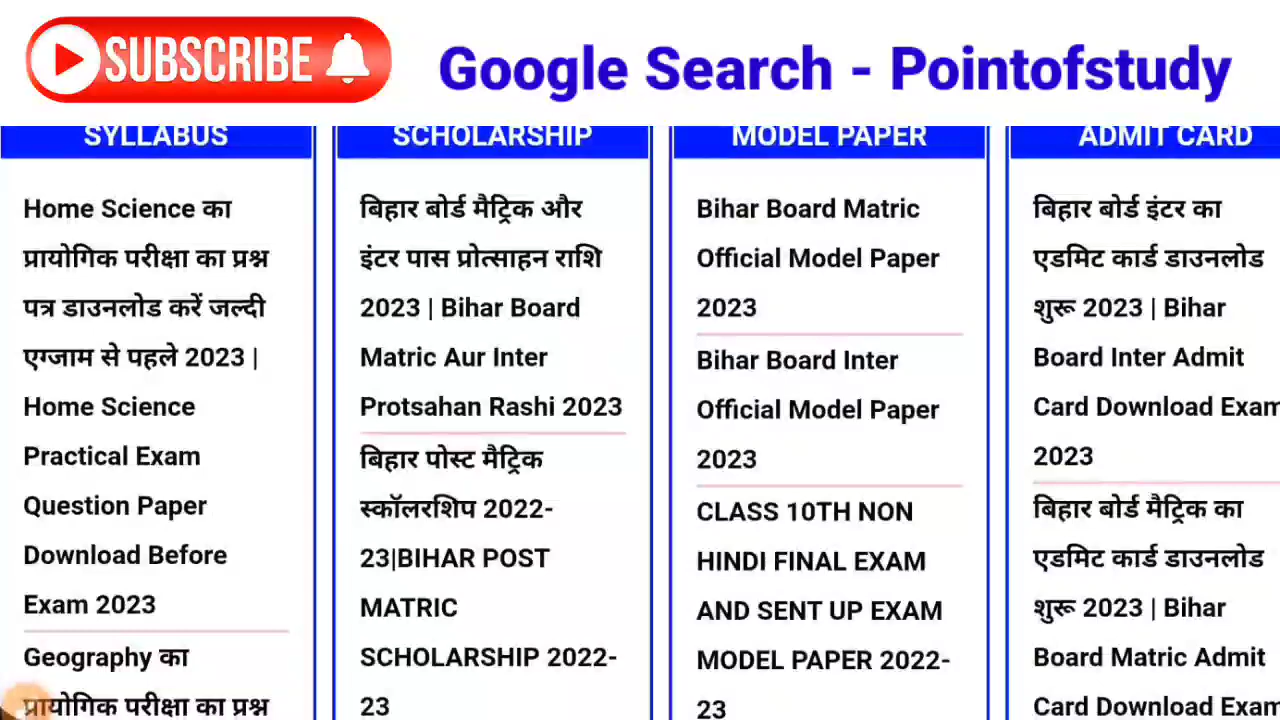 SUBSCRIBE
Google Search - Pointofstudy
SYLLABUS
Home Science का
प्रायोगिक परीक्षा का प्रश्न
पत्र डाउनलोड करें जल्दी
एग्जाम से पहले 2023 |
Home Science
Practical Exam
Question Paper
Download Before
Exam 2023
Geography का
प्रायोगिक परीक्षा का प्रश्न
SCHOLARSHIP
बिहार बोर्ड मैट्रिक और
इंटर पास प्रोत्साहन राशि
2023 | Bihar Board
Matric Aur Inter
Protsahan Rashi 2023
बिहार पोस्ट मैट्रिक
स्कॉलरशिप 2022-
23|BIHAR POST
MATRIC
SCHOLARSHIP 2022-
23
MODEL PAPER
Bihar Board Matric
Official Model Paper
2023
Bihar Board Inter
Official Model Paper
2023
CLASS 10TH NON
HINDI FINAL EXAM
AND SENT UP EXAM
MODEL PAPER 2022-
23
ADMIT CARD
बिहार बोर्ड इंटर का
एडमिट कार्ड डाउनलोड
शुरू 2023 | Bihar
Board Inter Admit
Card Download Exam
2023
बिहार बोर्ड मैट्रिक का
एडमिट कार्ड डाउनलोड
शुरू 2023 | Bihar
Board Matric Admit
Card Download Exam